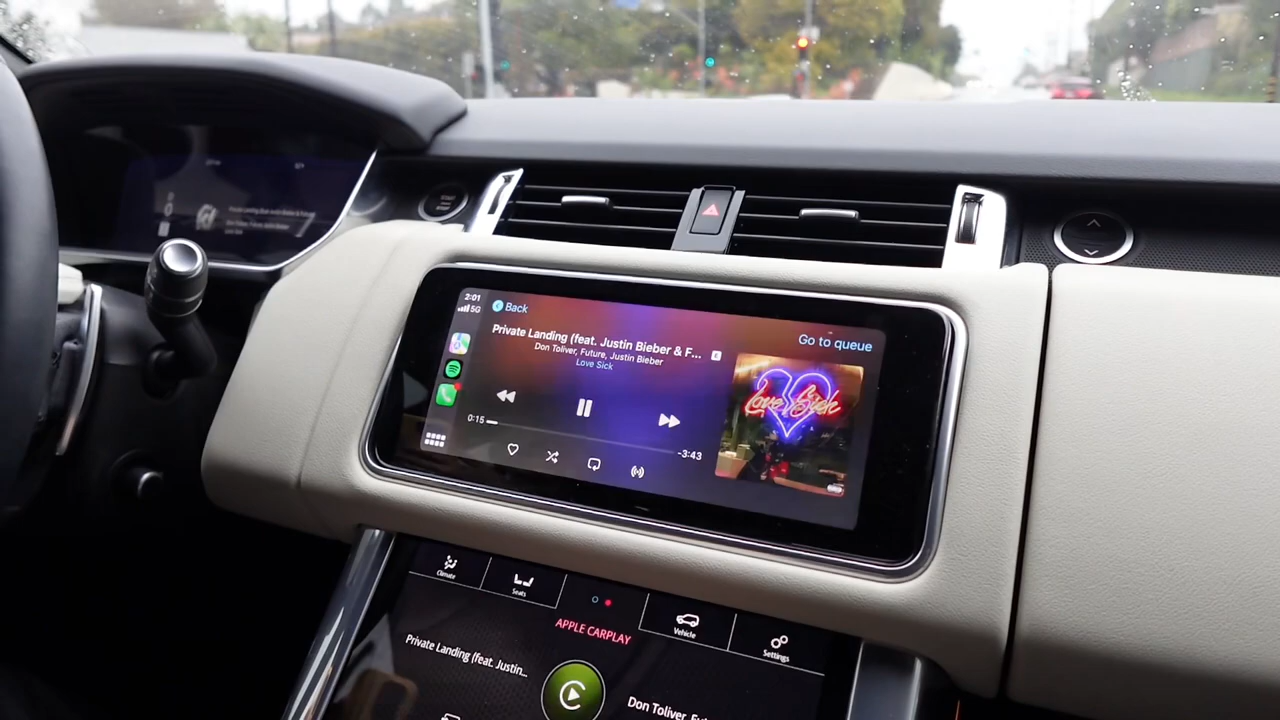 2:01
5G
Back
Private Landing (feat. Justin Bieber & F...
E
Don Toliver, Future, Justin Bieber
Love Sick
Go to queue
0:15
-3:43
Love Sick
START
STOP
Climate
Seats
APPLE CARPLAY
Vehicle
Settings
Private Landing (feat. Justin...
Don Toliver, Fut